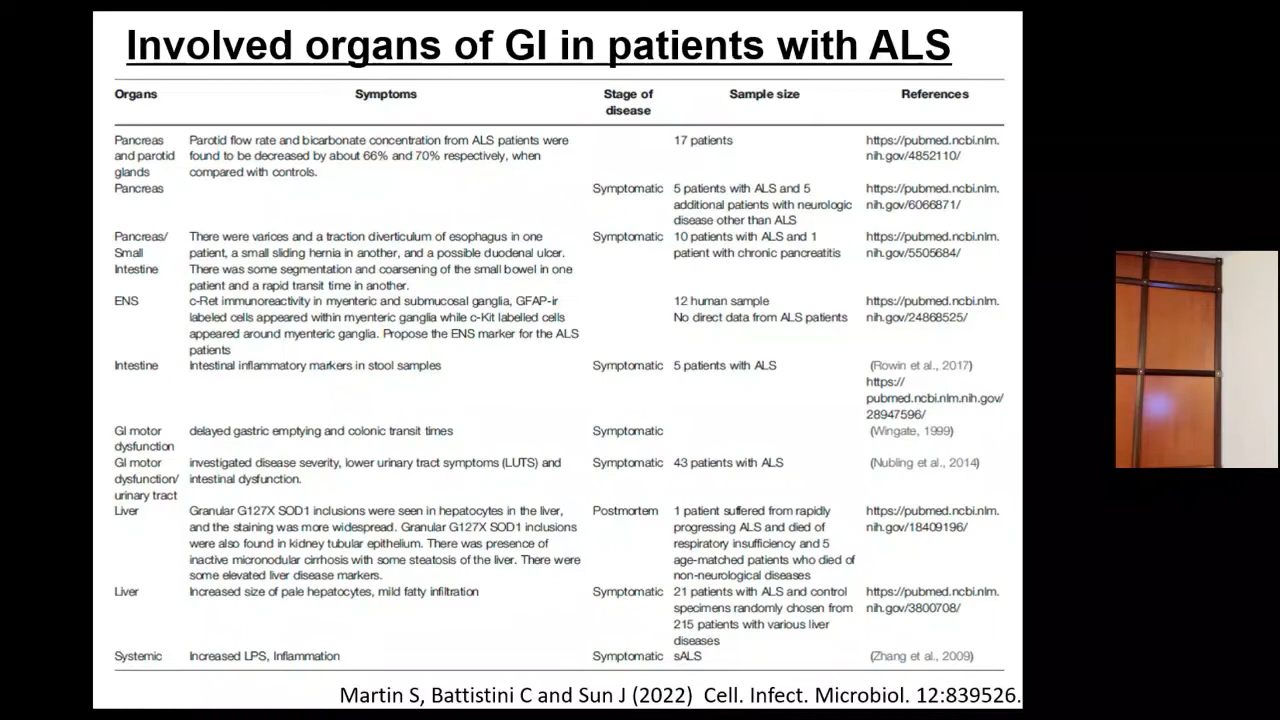 Involved organs of GI in patients with ALS
Organs Symptoms Stage of disease Sample size References
Pancreas and parotid glands
Parotid flow rate and bicarbonate concentration from ALS patients were
found to be decreased by about 66% and 70% respectively, when
compared with controls.
17 patients
https://pubmed.ncbi.nlm.
nih.gov/4852110/
Pancreas
Symptomatic
5 patients with ALS and 5
additional patients with neurologic
disease other than ALS
https://pubmed.ncbi.nlm.
nih.gov/6066871/
Pancreas/
Small
Intestine
There were varices and a traction diverticulum of esophagus in one
patient, a small sliding hernia in another, and a possible duodenal ulcer.
There was some segmentation and coarsening of the small bowel in one
patient and a rapid transit time in another.
Symptomatic
10 patients with ALS and 1
patient with chronic pancreatitis
https://pubmed.ncbi.nlm.
nih.gov/5505684/
ENS
c-Ret immunoreactivity in myenteric and submucosal ganglia, GFAP-ir
labeled cells appeared within myenteric ganglia while c-Kit labelled cells
appeared around myenteric ganglia. Propose the ENS marker for the ALS
patients
12 human sample
No direct data from ALS patients
https://pubmed.ncbi.nlm.
nih.gov/24868525/
Intestine
Intestinal inflammatory markers in stool samples
Symptomatic
5 patients with ALS
(Rowin et al., 2017)
https://
pubmed.ncbi.nlm.nih.gov/
28947596/
GI motor
dysfunction
delayed gastric emptying and colonic transit times
Symptomatic
(Wingate, 1999)
GI motor
dysfunction/
urinary tract
investigated disease severity, lower urinary tract symptoms (LUTS) and
intestinal dysfunction.
Symptomatic
43 patients with ALS
(Nubling et al., 2014)
Liver
Granular G127X SOD1 inclusions were seen in hepatocytes in the liver,
and the staining was more widespread. Granular G127X SOD1 inclusions
were also found in kidney tubular epithelium. There was presence of
inactive micronodular cirrhosis with some steatosis of the liver. There were
some elevated liver disease markers.
Postmortem
1 patient suffered from rapidly
progressing ALS and died of
respiratory insufficiency and 5
age-matched patients who died of
non-neurological diseases
https://pubmed.ncbi.nlm.
nih.gov/18409196/
Liver
Increased size of pale hepatocytes, mild fatty infiltration
Symptomatic
21 patients with ALS and control
specimens randomly chosen from
215 patients with various liver
diseases
https://pubmed.ncbi.nlm.
nih.gov/3800708/
Systemic
Increased LPS, Inflammation
Symptomatic
sALS
(Zhang et al., 2009)
Martin S, Battistini C and Sun J (2022) Cell. Infect. Microbiol. 12:839526.